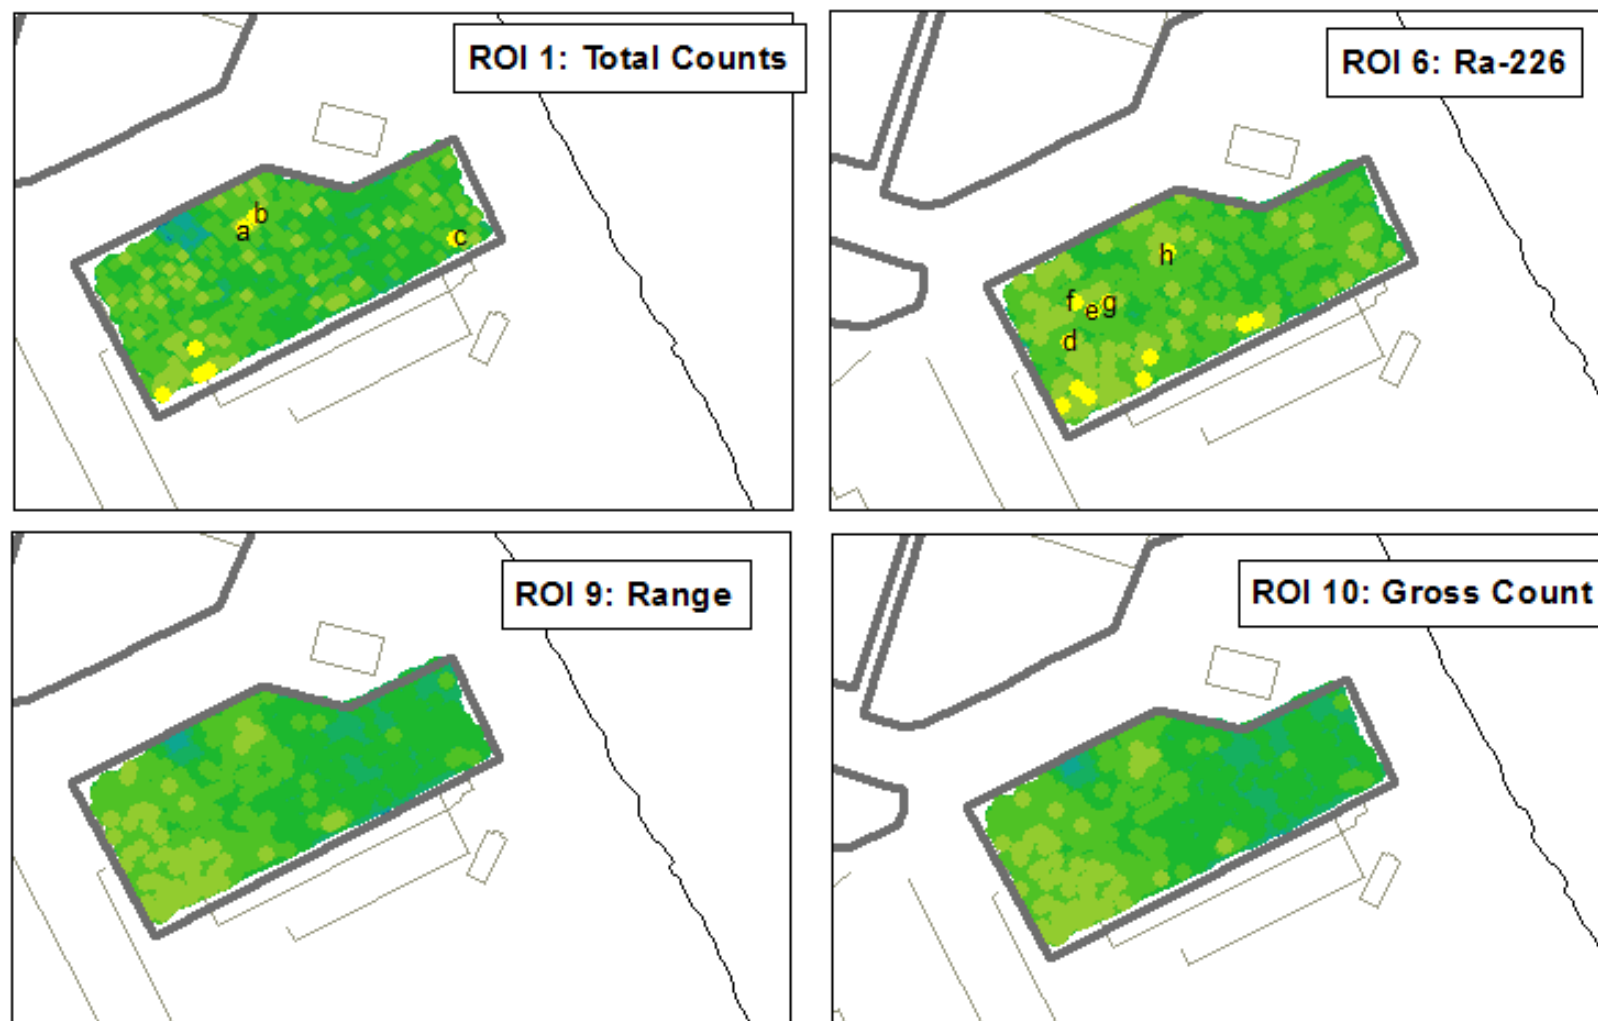 ROI 1: Total Counts
b
a
c
ROI 6: Ra-226
h
f
e
g
d
ROI 9: Range
ROI 10: Gross Count